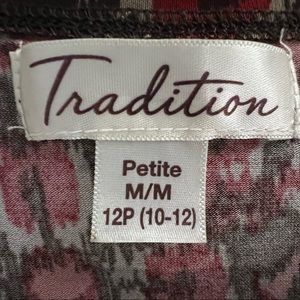 Tradition
Petite
M/M
12P (10-12)